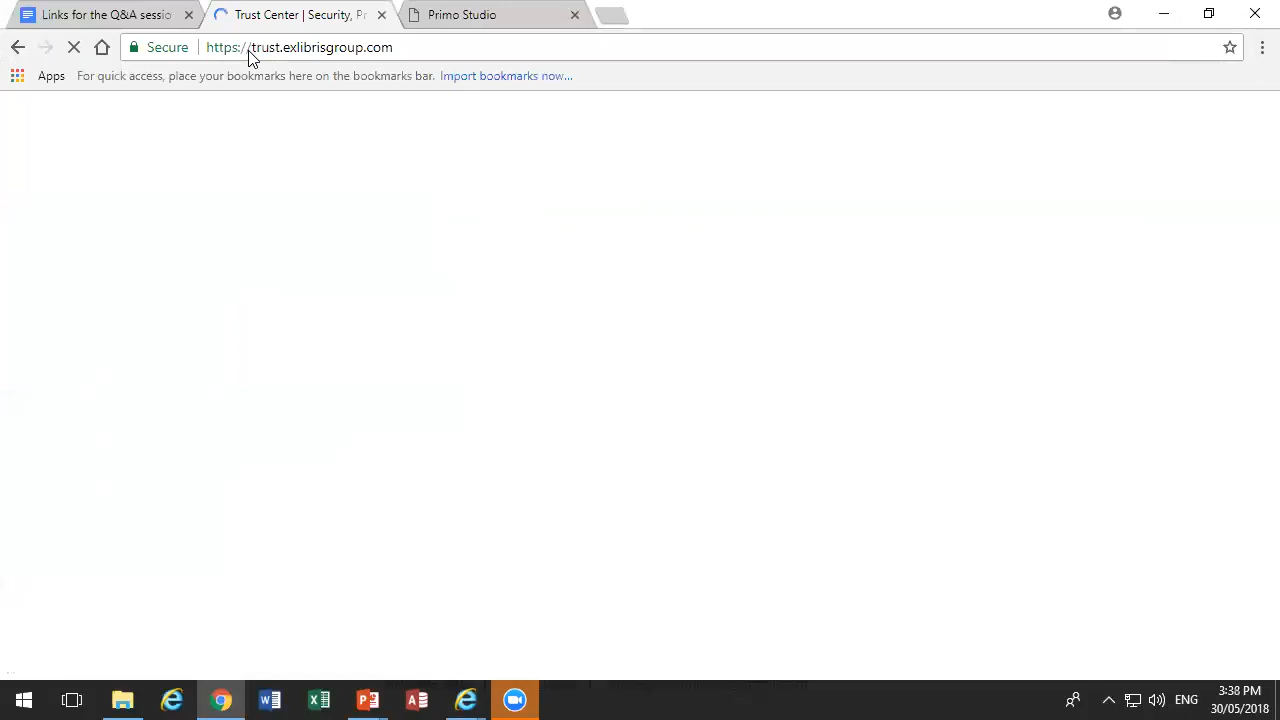 Links for the Q&A sessio
Trust Center | Security, Pr
Primo Studio
Secure
https://trust.exlibrisgroup.com
Apps
For quick access, place your bookmarks here on the bookmarks bar. Import bookmarks now...
ENG
3:38 PM
30/05/2018